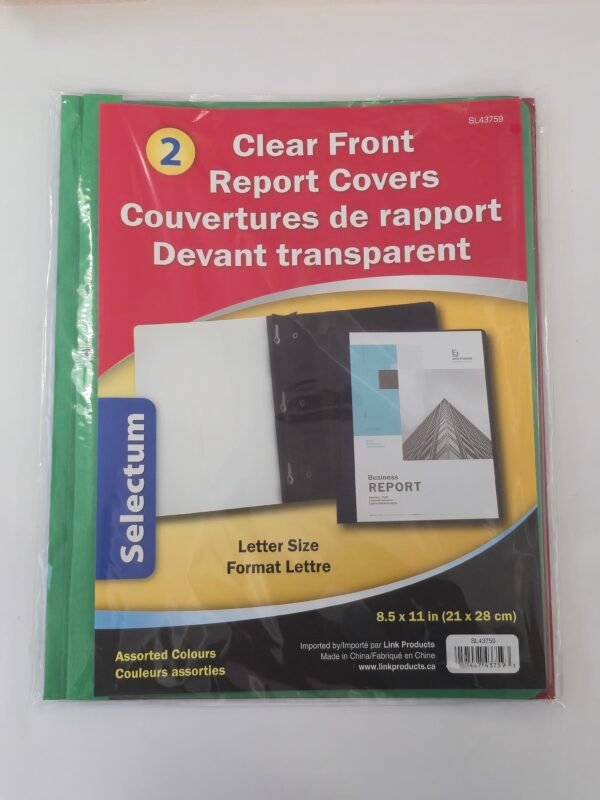 SL43759
2
Clear Front
Report Covers
Couvertures de rapport
Devant transparent
Business
REPORT
Selectum
Letter Size
Format Lettre
8.5 x 11 in (21 x 28 cm)
Assorted Colours
Couleurs assorties
Imported by/Importé par Link Products
Made in China/Fabriqué en Chine
www.linkproducts.ca
SL43759